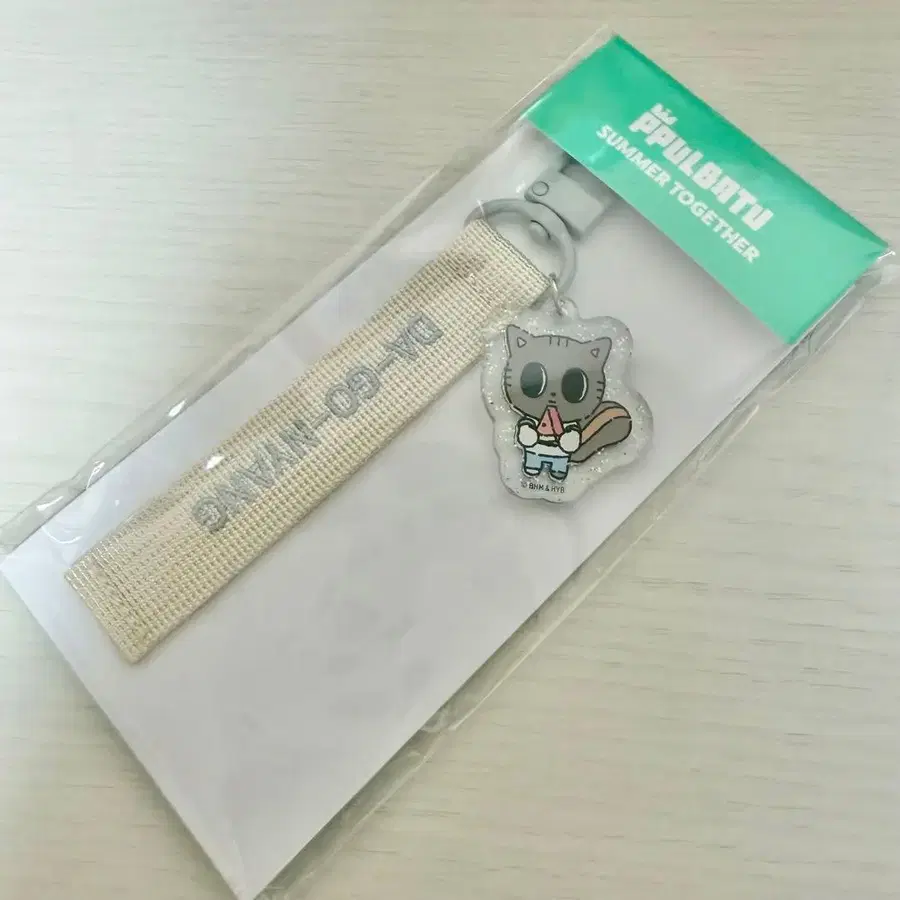 PPULBATU
SUMMER TOGETHER
DA-GO-NYANG
© BNM & HYB